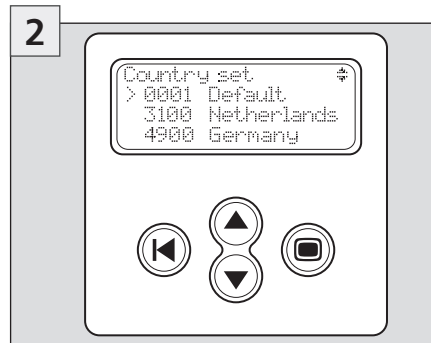 2
Country set
> 0001 Default
3100 Netherlands
4900 Germany